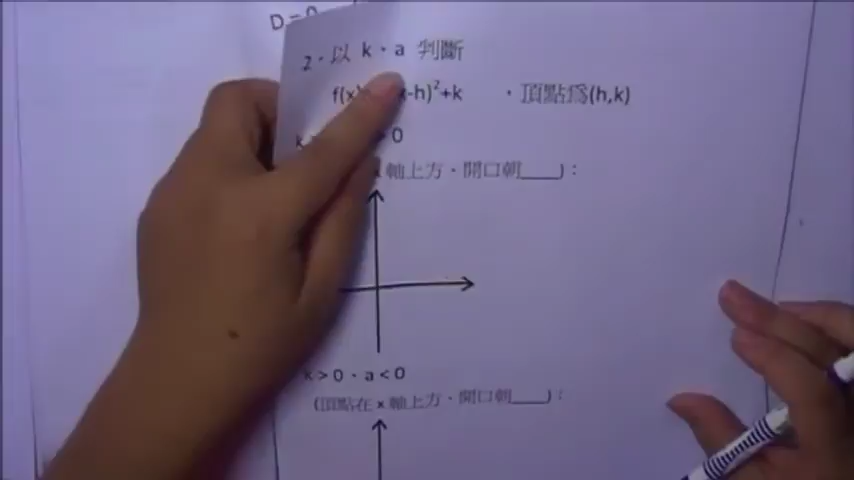 D=0
2、以 k、a 判斷
f(x) -h)²+k ，頂點為(h,k)
k > 0
軸上方，開口朝____)：
k>0、a<0
(頂點在 x 軸上方，開口朝____)：